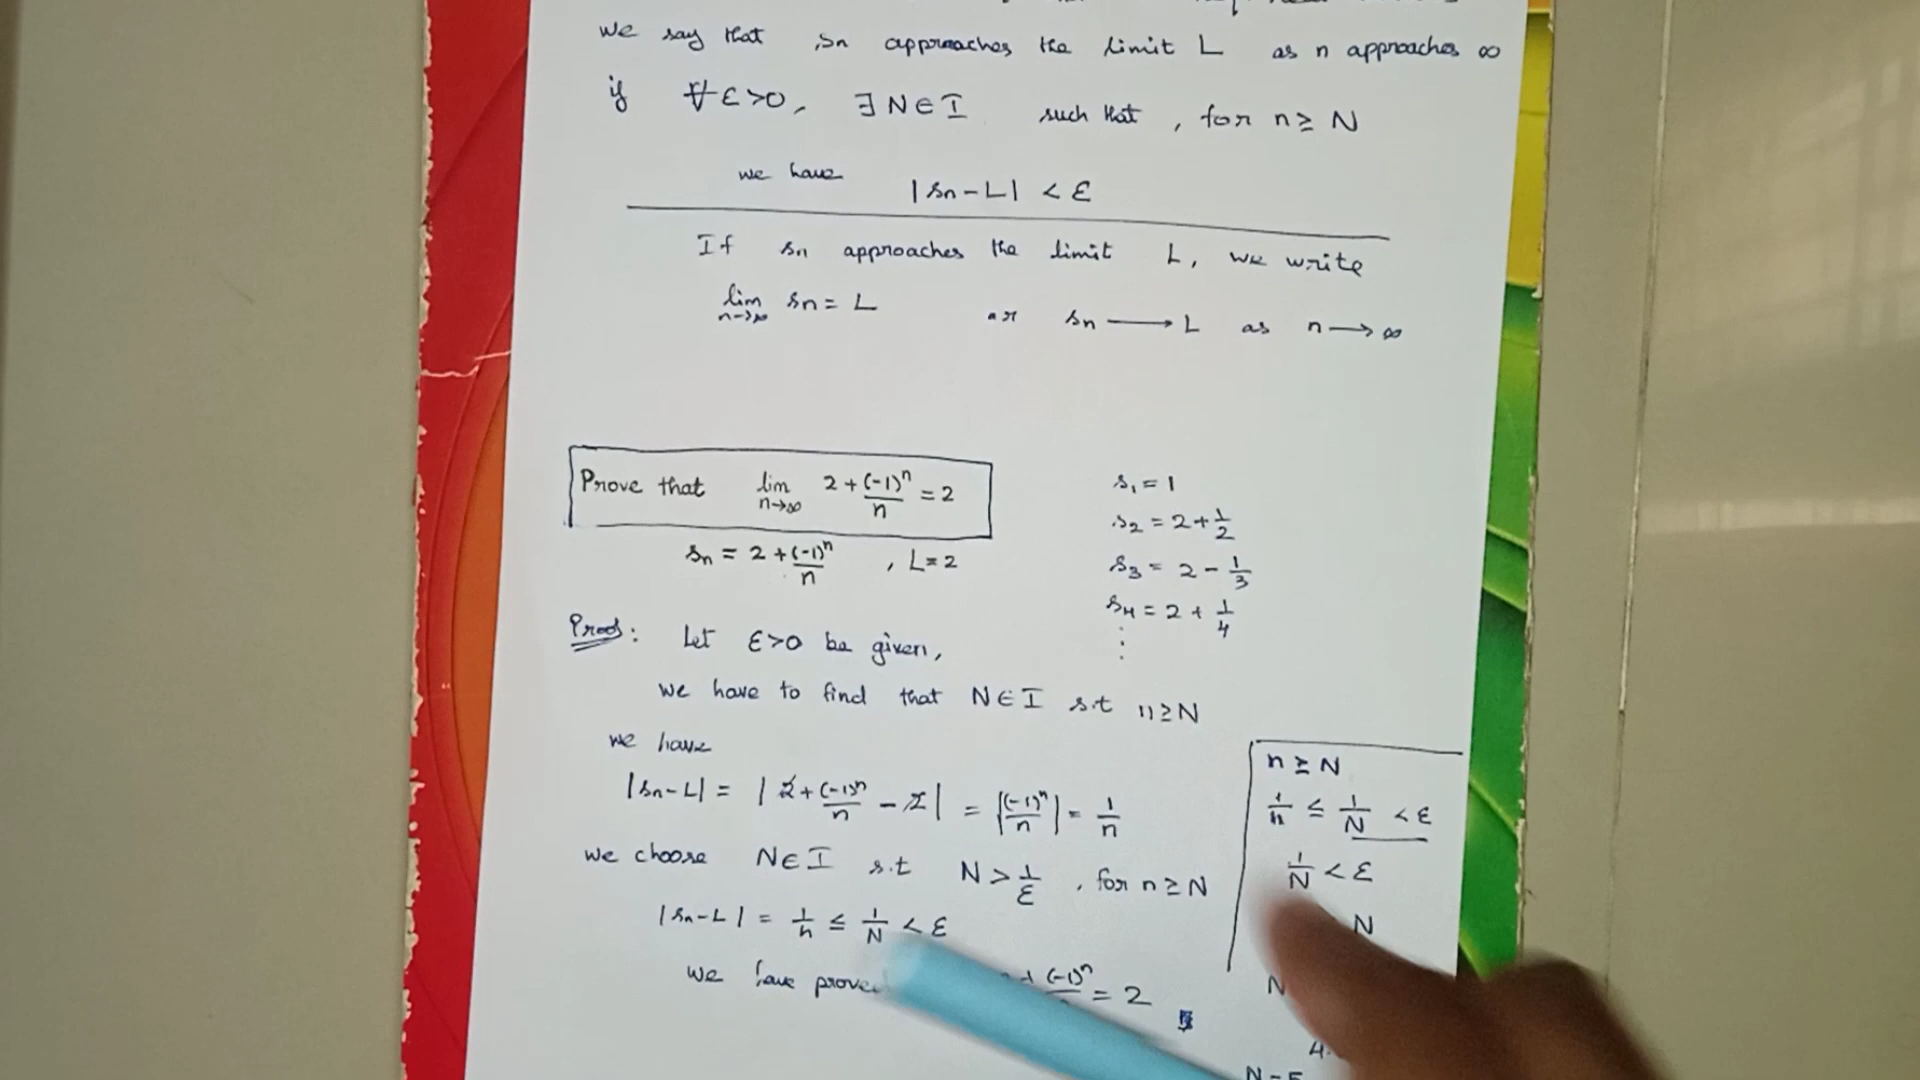 we say that sn approaches the limit L as n approaches ∞
if ∀ ε>0, ∃ N∈I such that, for n≥N
we have |sn-L| < ε
If sn approaches the limit L, we write
lim n→∞ sn = L or sn → L as n → ∞
Prove that lim n→∞ 2+(-1)^n/n = 2
sn = 2+(-1)^n/n , L=2
s1 = 1
s2 = 2+1/2
s3 = 2-1/3
s4 = 2+1/4
⋮
Proof: Let ε>0 be given,
we have to find that N∈I s.t n≥N
we have
|sn-L| = |2+(-1)^n/n - 2| = |(-1)^n/n| = 1/n
we choose N∈I s.t N > 1/ε , for n≥N
|sn-L| = 1/n ≤ 1/N < ε
we have (-1)^n = 2
n ≥ N
1/n ≤ 1/N < ε
1/N < ε
N
N
4.